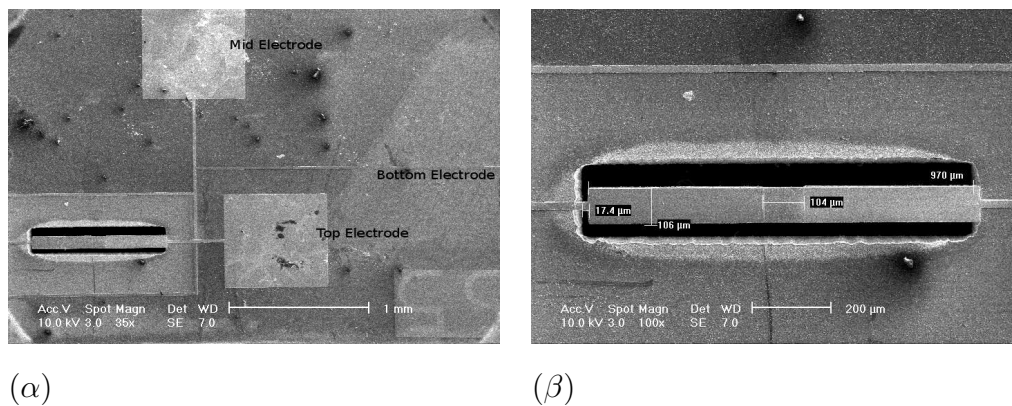 Mid Electrode
Bottom Electrode
Top Electrode
Acc.V Spot Magn Det WD
10.0 kV 3.0 35x SE 7.0
1 mm
970 µm
17.4 µm
104 µm
106 µm
Acc.V Spot Magn Det WD
10.0 kV 3.0 100x SE 7.0
200 µm
(α)
(β)